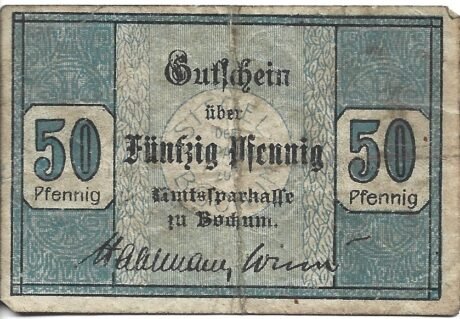 Gutschein
über
50 Fünfzig Pfennig 50
Pfennig Amtssparkasse Pfennig
zu Bochum.